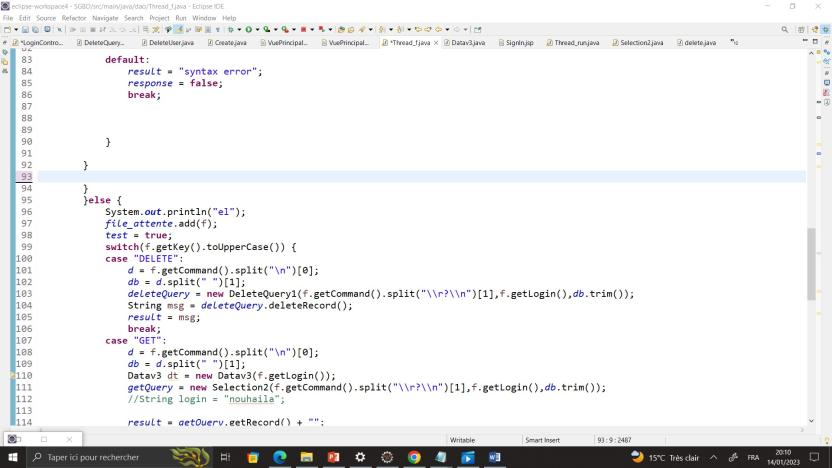 eclipse-workspace4 - SGBD/src/main/java/dao/Thread_f.java - Eclipse IDE
File Edit Source Refactor Navigate Search Project Run Window Help
*LoginContro... DeleteQuery... DeleteUser.java Create.java VuePrincipal... VuePrincipal... *Thread_f.java Datav3.java SignIn.jsp Thread_run.java Selection2.java delete.java
83 default:
84 result = "syntax error";
85 response = false;
86 break;
87
88
89
90 }
91
92 }
93
94 }
95 }else {
96 System.out.println("el");
97 file_attente.add(f);
98 test = true;
99 switch(f.getKey().toUpperCase()) {
100 case "DELETE":
101 d = f.getCommand().split("\n")[0];
102 db = d.split(" ")[1];
103 deleteQuery = new DeleteQuery1(f.getCommand().split("\\r?\\n")[1],f.getLogin(),db.trim());
104 String msg = deleteQuery.deleteRecord();
105 result = msg;
106 break;
107 case "GET":
108 d = f.getCommand().split("\n")[0];
109 db = d.split(" ")[1];
110 Datav3 dt = new Datav3(f.getLogin());
111 getQuery = new Selection2(f.getCommand().split("\\r?\\n")[1],f.getLogin(),db.trim());
112 //String login = "nouhaila";
113
114 result = getQuery.getRecord() + "";
Writable Smart Insert 93 : 9 : 2487
Taper ici pour rechercher 15°C Très clair FRA 20:10
14/01/2023